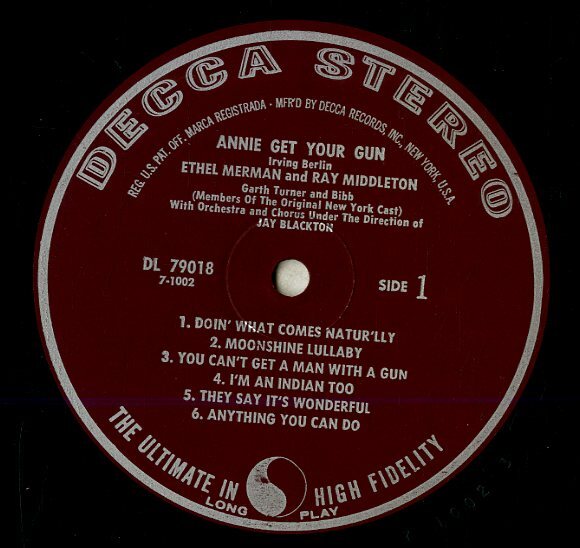 DECCA STEREO
REG. U.S. PAT. OFF. MARCA REGISTRADA • MFR'D BY DECCA RECORDS, INC., NEW YORK, U.S.A.
ANNIE GET YOUR GUN
Irving Berlin
ETHEL MERMAN and RAY MIDDLETON
Garth Turner and Bibb
(Members Of The Original New York Cast)
With Orchestra and Chorus Under The Direction of
JAY BLACKTON
DL 79018
7-1002
SIDE 1
1. DOIN' WHAT COMES NATUR'LLY
2. MOONSHINE LULLABY
3. YOU CAN'T GET A MAN WITH A GUN
4. I'M AN INDIAN TOO
5. THEY SAY IT'S WONDERFUL
6. ANYTHING YOU CAN DO
THE ULTIMATE IN HIGH FIDELITY
LONG PLAY